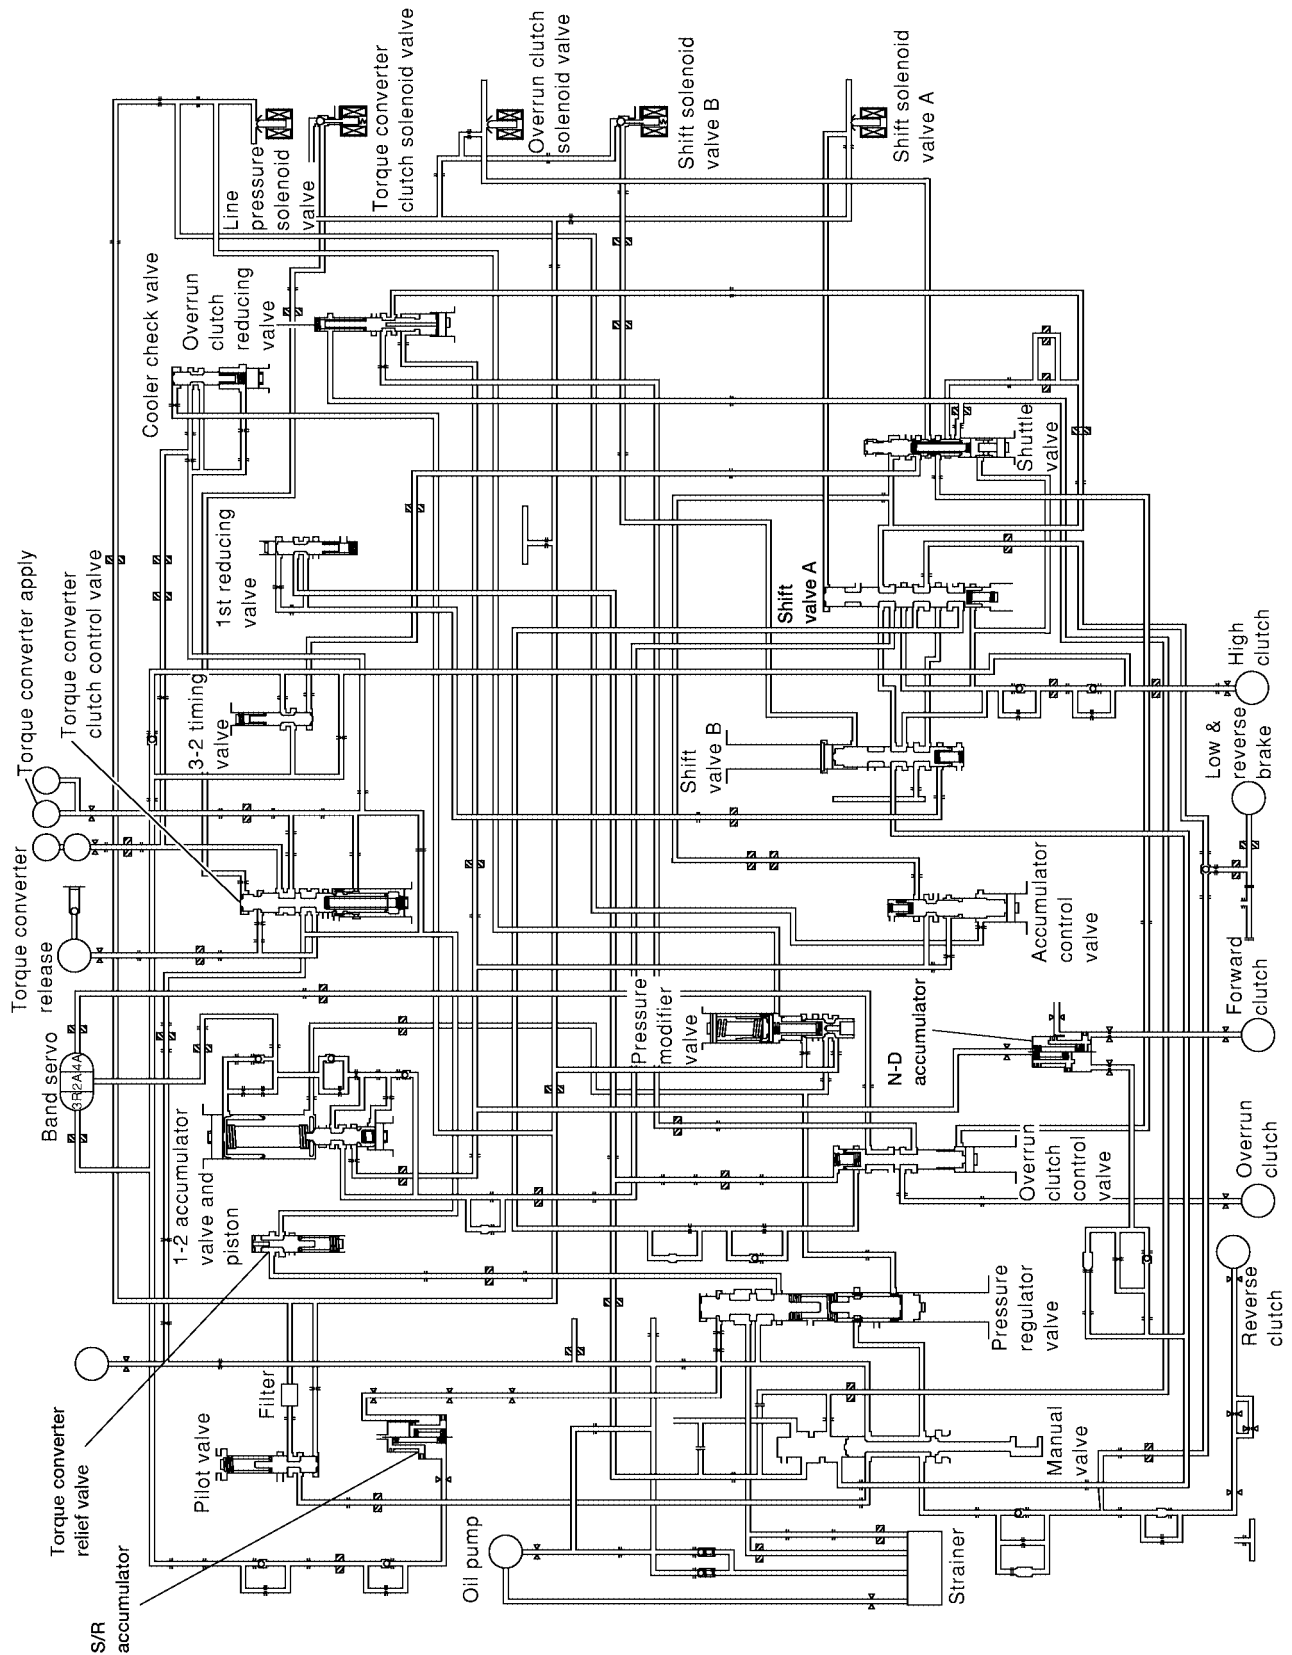 Line
pressure
solenoid
valve
Torque converter
clutch solenoid valve
Overrun clutch
solenoid valve
Shift solenoid
valve B
Shift solenoid
valve A
Cooler check valve
Overrun
clutch
reducing
valve
Shuttle
valve
Torque converter apply
Torque converter
clutch control valve
1st reducing
valve
Shift
valve A
3-2 timing
valve
Shift
valve B
High
clutch
Low &
reverse
brake
Torque converter
release
Accumulator
control
valve
Band servo
3R2A4A
Pressure
modifier
valve
N-D
accumulator
Forward
clutch
1-2 accumulator
valve and
piston
Overrun
clutch
control
valve
Overrun
clutch
Pressure
regulator
valve
Reverse
clutch
Torque converter
relief valve
Pilot valve
Filter
Manual
valve
S/R
accumulator
Oil pump
Strainer